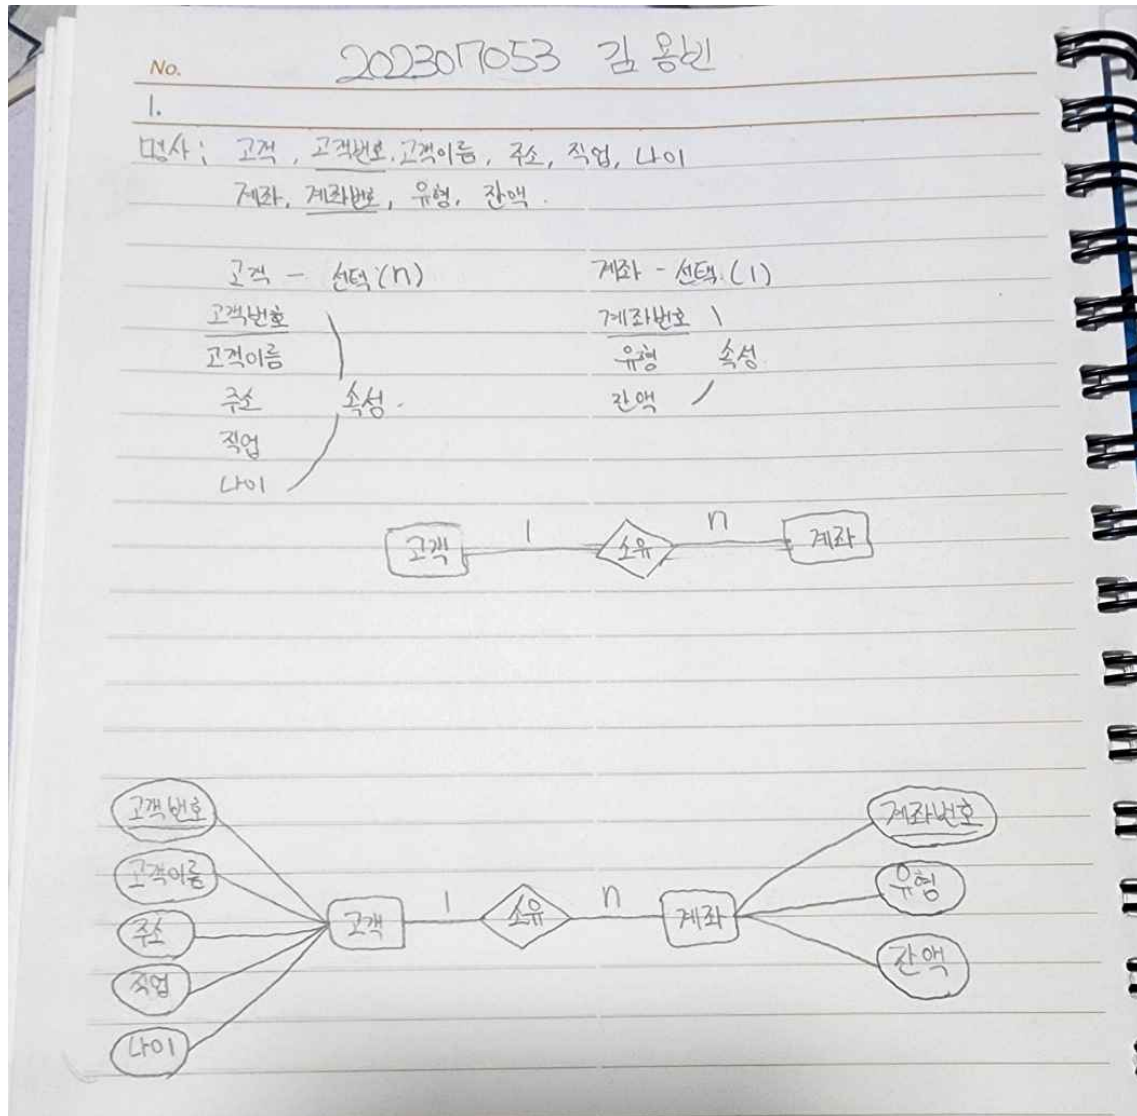 No. 2023017053 김용빈
1.
명사: 고객, 고객번호, 고객이름, 주소, 직업, 나이
계좌, 계좌번호, 유형, 잔액.
고객 - 선택(n) 계좌 - 선택.(1)
고객번호 계좌번호
고객이름 유형 속성.
주소 속성. 잔액
직업
나이
고객 1 소유 n 계좌
고객번호 계좌번호
고객이름 유형
주소 고객 1 소유 n 계좌
직업 잔액
나이